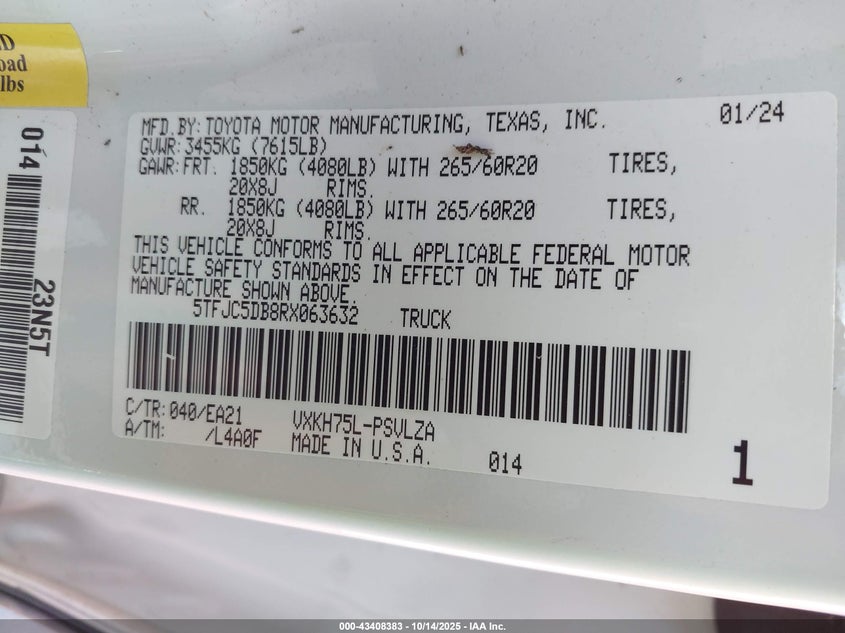 D
oad
lbs
014
23N5T
MFD.BY:TOYOTA MOTOR MANUFACTURING, TEXAS, INC. 01/24
GVWR:3455KG (7615LB)
GAWR:FRT. 1850KG (4080LB) WITH 265/60R20 TIRES,
20X8J RIMS.
RR. 1850KG (4080LB) WITH 265/60R20 TIRES,
20X8J RIMS.
THIS VEHICLE CONFORMS TO ALL APPLICABLE FEDERAL MOTOR
VEHICLE SAFETY STANDARDS IN EFFECT ON THE DATE OF
MANUFACTURE SHOWN ABOVE.
5TFJC5DB8RX063632 TRUCK
C/TR:040/EA21 VXKH75L-PSVLZA
A/TM: /L4A0F MADE IN U.S.A. 014
1
000-43408383 - 10/14/2025 - IAA Inc.